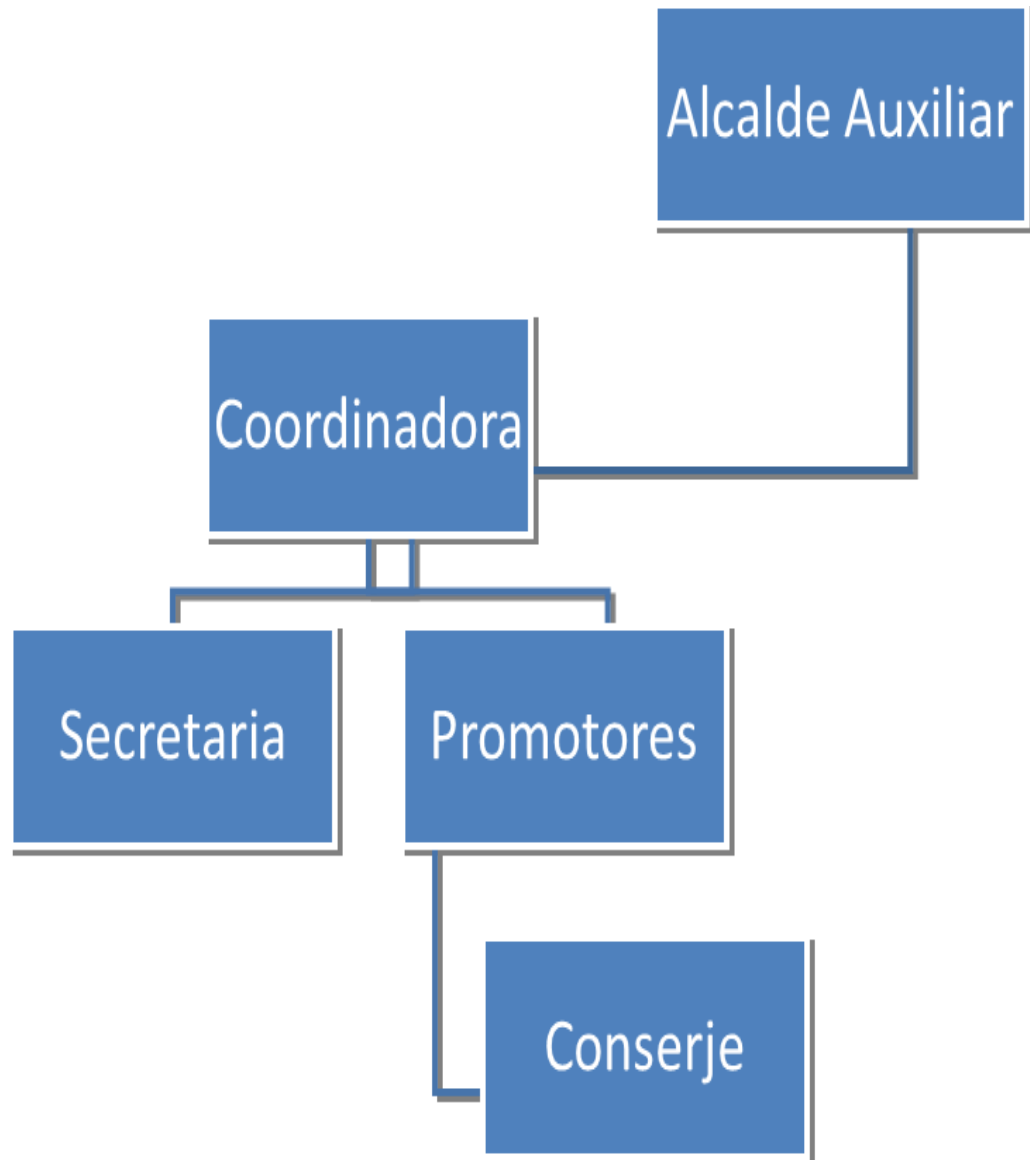 Alcalde Auxiliar
Coordinadora
Secretaria
Promotores
Conserje